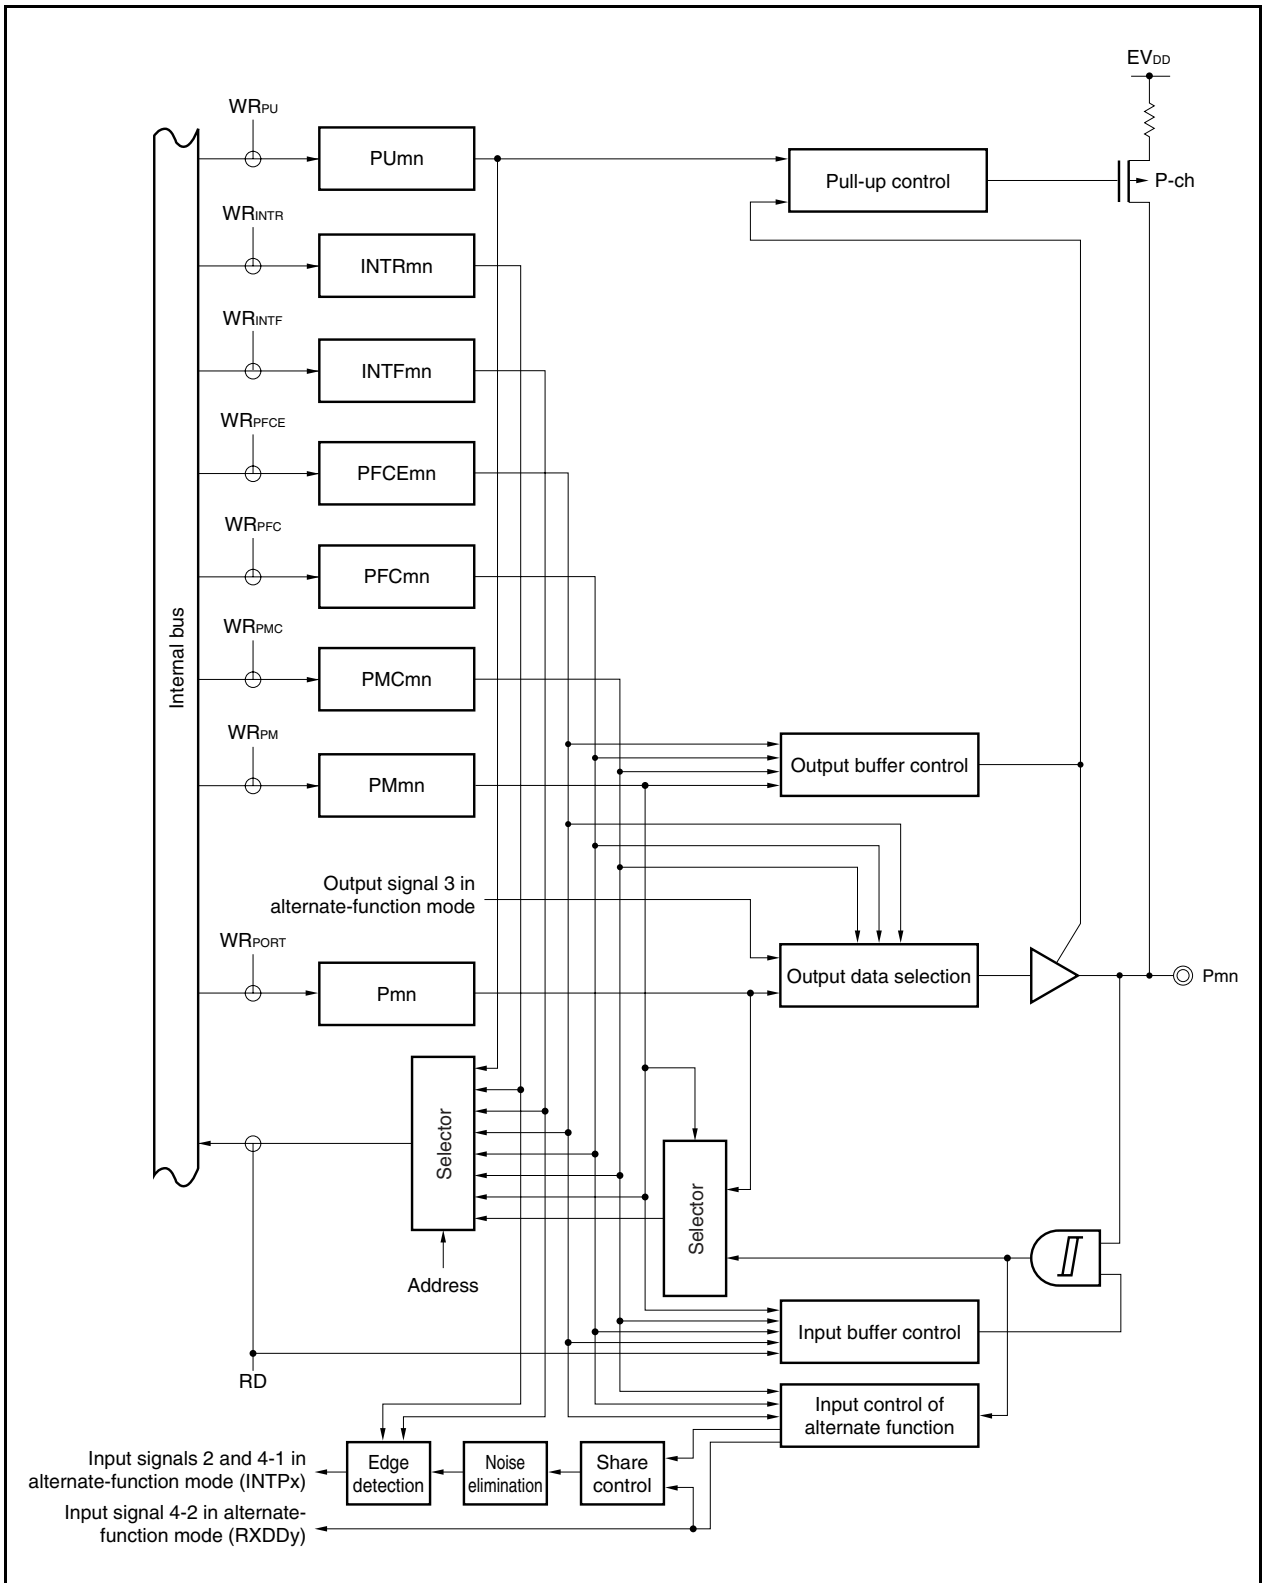 EVDD
WRPU
PUmn
Pull-up control
P-ch
WRINTR
INTRmn
WRINTF
INTFmn
WRPFCE
PFCEmn
WRPFC
PFCmn
Internal bus
WRPMC
PMCmn
WRPM
PMmn
Output buffer control
Output signal 3 in
alternate-function mode
WRPORT
Pmn
Output data selection
Pmn
Selector
Selector
Address
Input buffer control
RD
Input control of
alternate function
Input signals 2 and 4-1 in
alternate-function mode (INTPx)
Edge
detection
Noise
elimination
Share
control
Input signal 4-2 in alternate-
function mode (RXDDy)